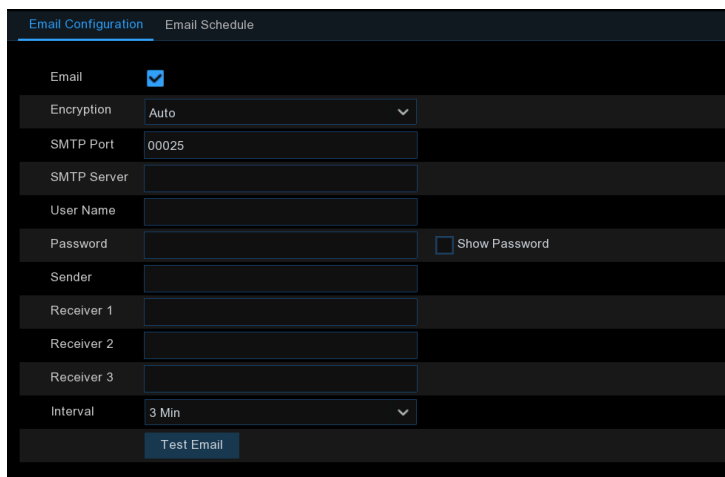 Email Configuration Email Schedule
Email
Encryption Auto
SMTP Port 00025
SMTP Server
User Name
Password Show Password
Sender
Receiver 1
Receiver 2
Receiver 3
Interval 3 Min
Test Email